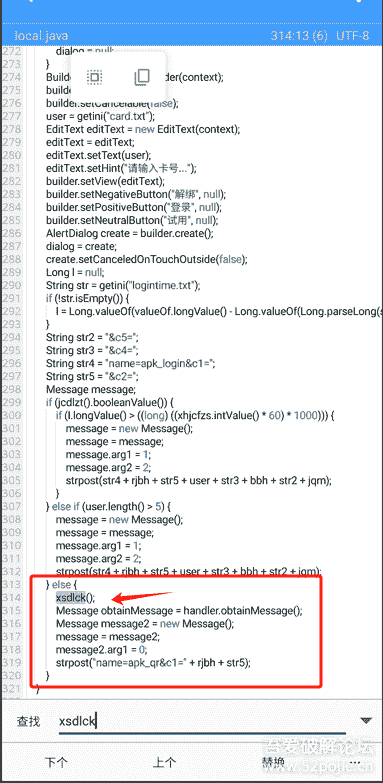 local.java 314:13 (6) UTF-8
272 dialog = null;
273 }
274 Builder der(context);
275
276 builder.setCancelable(false);
277 user = getini("card.txt");
278 EditText editText = new EditText(context);
279 editText = editText;
280 editText.setText(user);
281 editText.setHint("请输入卡号...");
282 builder.setView(editText);
283 builder.setNegativeButton("解绑", null);
284 builder.setPositiveButton("登录", null);
285 builder.setNeutralButton("试用", null);
286 AlertDialog create = builder.create();
287 dialog = create;
288 create.setCanceledOnTouchOutside(false);
289 Long l = null;
290 String str = getini("logintime.txt");
291 if (!str.isEmpty()) {
292 l = Long.valueOf(valueOf.longValue() - Long.valueOf(Long.parseLong(s
293 }
294 String str2 = "&c5=";
295 String str3 = "&c4=";
296 String str4 = "name=apk_login&c1=";
297 String str5 = "&c2=";
298 Message message;
299 if (jcdlzt().booleanValue()) {
300 if (l.longValue() > ((long) ((xhjcfzs.intValue() * 60) * 1000))) {
301 message = new Message();
302 message = message;
303 message.arg1 = 1;
304 message.arg2 = 2;
305 strpost(str4 + rjbh + str5 + user + str3 + bbh + str2 + jqm);
306 }
307 } else if (user.length() > 5) {
308 message = new Message();
309 message = message;
310 message.arg1 = 1;
311 message.arg2 = 2;
312 strpost(str4 + rjbh + str5 + user + str3 + bbh + str2 + jqm);
313 } else {
314 xsdlck();
315 Message obtainMessage = handler.obtainMessage();
316 Message message2 = new Message();
317 message = message2;
318 message2.arg1 = 0;
319 strpost("name=apk_qr&c1=" + rjbh + str5);
320 }
321 }
查找 xsdlck
下个 上个 替换 ...
吾爱破解论坛
www.52pojie.cn